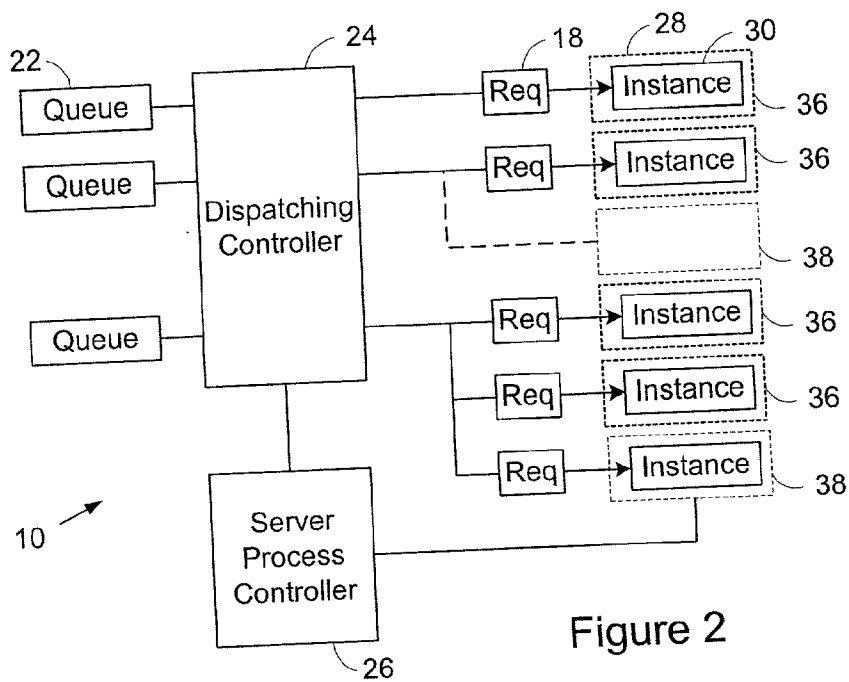 22
24
18
28
30
Queue
Req
Instance
36
Queue
Req
Instance
36
Dispatching
Controller
38
Queue
Req
Instance
36
Req
Instance
36
Req
Instance
38
10
Server
Process
Controller
26
Figure 2